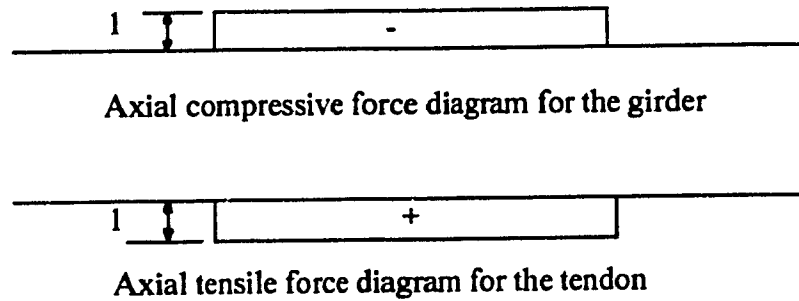 1
-
Axial compressive force diagram for the girder
1
+
Axial tensile force diagram for the tendon